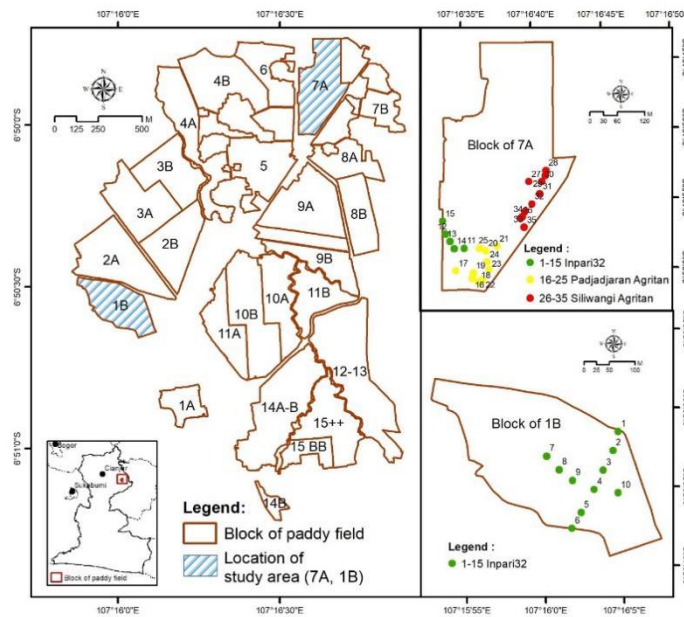 107°16'0"E 107°16'30"E
6°50'0"S
6°50'30"S
6°51'0"S
0 125 250 500
M
N
W E
S
4B
6
7A
7B
4A
8A
3B
5
9A
8B
3A
2B
2A
9B
1B
10A
11B
10B
11A
12-13
1A
14A-B
15++
15 BB
14B
Bogor
Cianjur
Sukabumi
Block of paddy field
Legend:
Block of paddy field
Location of
study area (7A, 1B)
107°16'0"E 107°16'30"E
107°16'35"E 107°16'40"E 107°16'45"E 107°16'50
0 30 60 120
M
Block of 7A
28
27 30
29 31
32
34
35
15
12
13
14 11 25 20 21
24
17 19 23
18
16 22
Legend :
1-15 Inpari32
16-25 Padjadjaran Agritan
26-35 Siliwangi Agritan
0 25 50 100
M
Block of 1B
1
2
7
3
8
9
4 10
5
6
Legend :
1-15 Inpari32
107°15'55"E 107°16'0"E 107°16'5"E